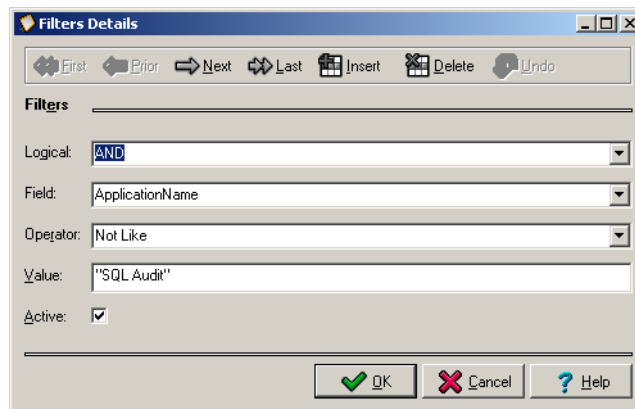 Filters Details
First Prior Next Last Insert Delete Undo
Filters
Logical: AND
Field: ApplicationName
Operator: Not Like
Value: "SQL Audit"
Active:
OK Cancel Help